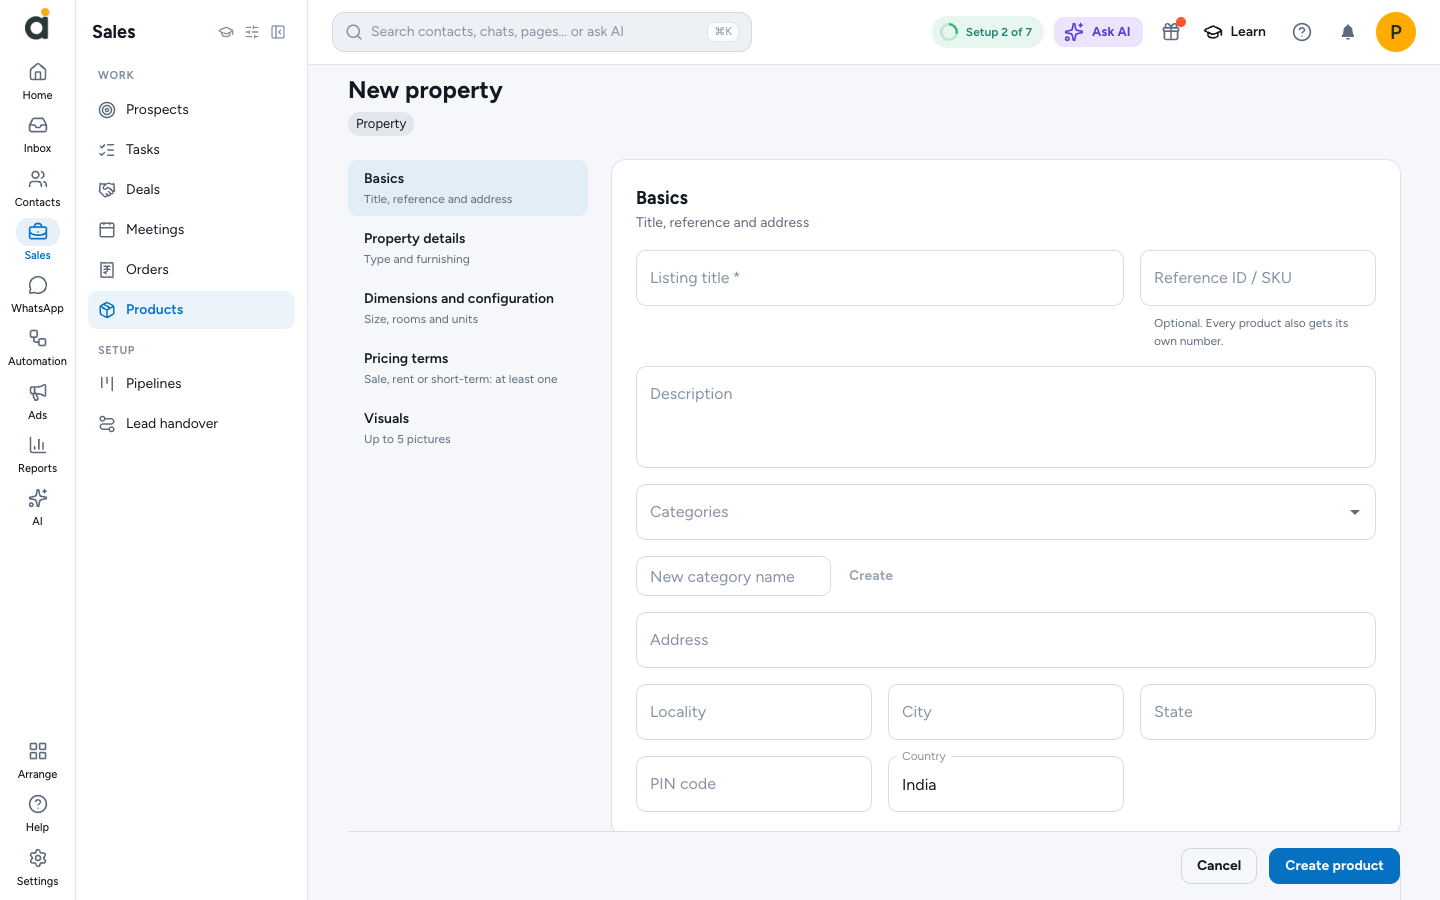 Sales
Search contacts, chats, pages... or ask AI
⌘K
Setup 2 of 7
Ask AI
Learn
P
Home
Inbox
Contacts
Sales
WhatsApp
Automation
Ads
Reports
AI
Arrange
Help
Settings
WORK
Prospects
Tasks
Deals
Meetings
Orders
Products
SETUP
Pipelines
Lead handover
New property
Property
Basics
Title, reference and address
Property details
Type and furnishing
Dimensions and configuration
Size, rooms and units
Pricing terms
Sale, rent or short-term: at least one
Visuals
Up to 5 pictures
Basics
Title, reference and address
Listing title *
Reference ID / SKU
Optional. Every product also gets its
own number.
Description
Categories
New category name
Create
Address
Locality
City
State
PIN code
Country
India
Cancel
Create product